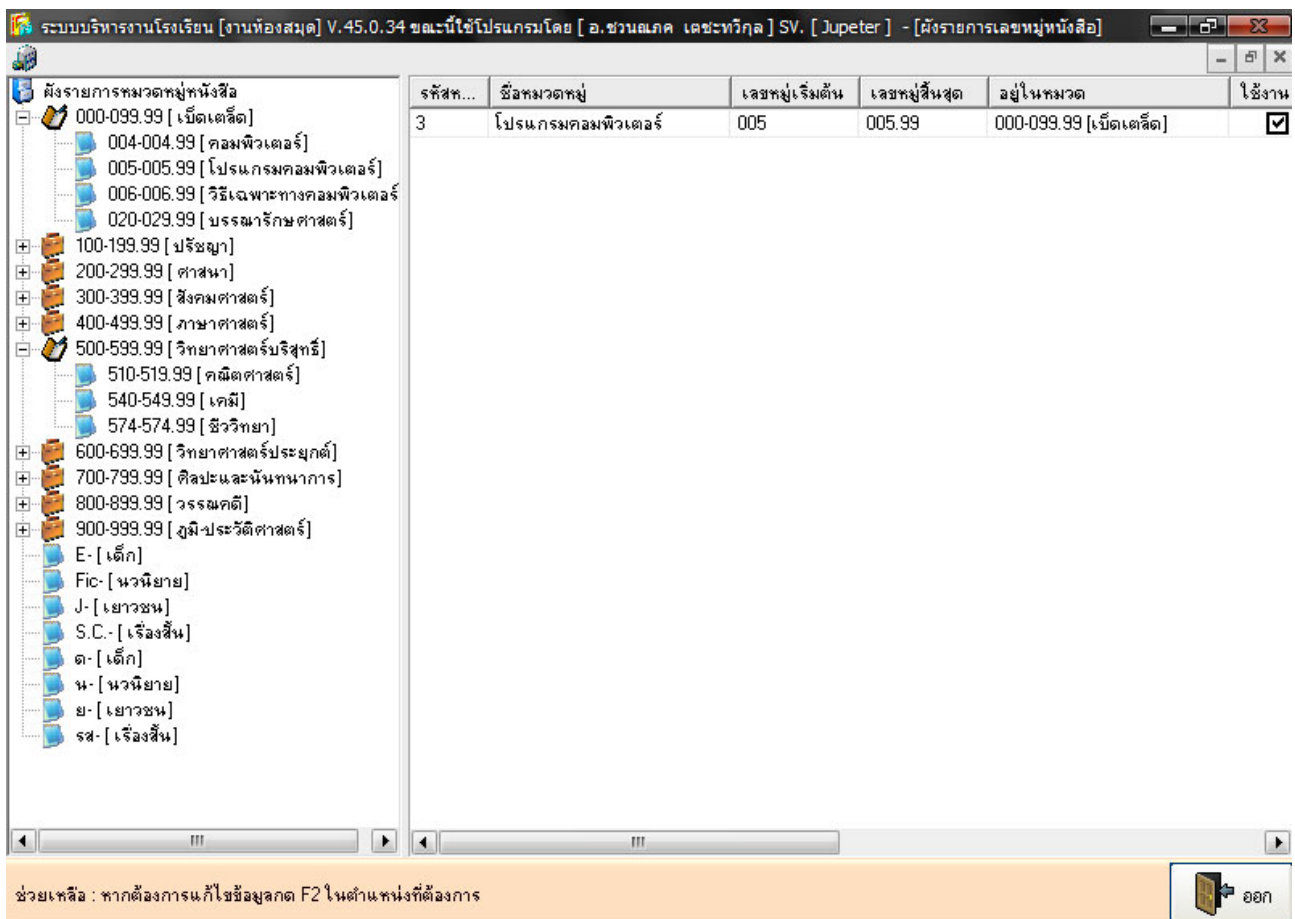 ระบบบริหารงานโรงเรียน [งานห้องสมุด] V.45.0.34 ขณะนี้ใช้โปรแกรมโดย [ อ.ชวนณภค เตชะทวีกุล ] SV. [ Jupeter ] - [ผังรายการเลขหมู่หนังสือ]
ผังรายการหมวดหมู่หนังสือ
000-099.99 [ เบ็ดเตล็ด]
004-004.99 [ คอมพิวเตอร์]
005-005.99 [ โปรแกรมคอมพิวเตอร์]
006-006.99 [ วิธีเฉพาะทางคอมพิวเตอร์
020-029.99 [ บรรณารักษศาสตร์]
100-199.99 [ ปรัชญา]
200-299.99 [ ศาสนา]
300-399.99 [ สังคมศาสตร์]
400-499.99 [ ภาษาศาสตร์]
500-599.99 [ วิทยาศาสตร์บริสุทธิ์]
510-519.99 [ คณิตศาสตร์]
540-549.99 [ เคมี]
574-574.99 [ ชีววิทยา]
600-699.99 [ วิทยาศาสตร์ประยุกต์]
700-799.99 [ ศิลปะและนันทนาการ]
800-899.99 [ วรรณคดี]
900-999.99 [ ภูมิ-ประวัติศาสตร์]
E- [ เด็ก]
Fic- [ นวนิยาย]
J- [ เยาวชน]
S.C.- [ เรื่องสั้น]
ด- [ เด็ก]
น- [ นวนิยาย]
ย- [ เยาวชน]
รส- [ เรื่องสั้น]
รหัสห... ชื่อหมวดหมู่ เลขหมู่เริ่มต้น เลขหมู่สิ้นสุด อยู่ในหมวด ใช้งาน
3 โปรแกรมคอมพิวเตอร์ 005 005.99 000-099.99 [เบ็ดเตล็ด]
ช่วยเหลือ : หากต้องการแก้ไขข้อมูลกด F2 ในตำแหน่งที่ต้องการ
ออก